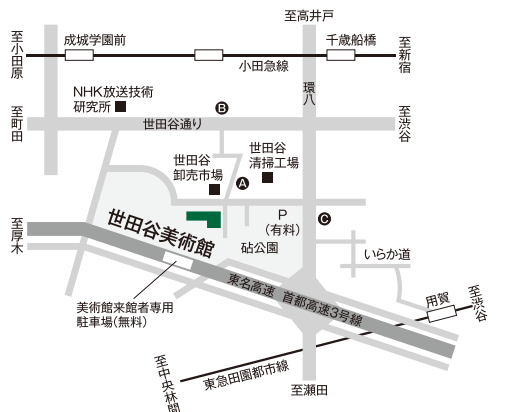 至高井戸
至小田原
成城学園前
千歳船橋
至新宿
小田急線
NHK放送技術
研究所
環八
B
至町田
世田谷通り
至渋谷
世田谷
卸売市場
世田谷
清掃工場
A
P
(有料)
C
世田谷美術館
砧公園
至厚木
いらか道
東名高速 首都高速3号線
美術館来館者専用
駐車場(無料)
用賀
至渋谷
至中央林間
東急田園都市線
至瀬田